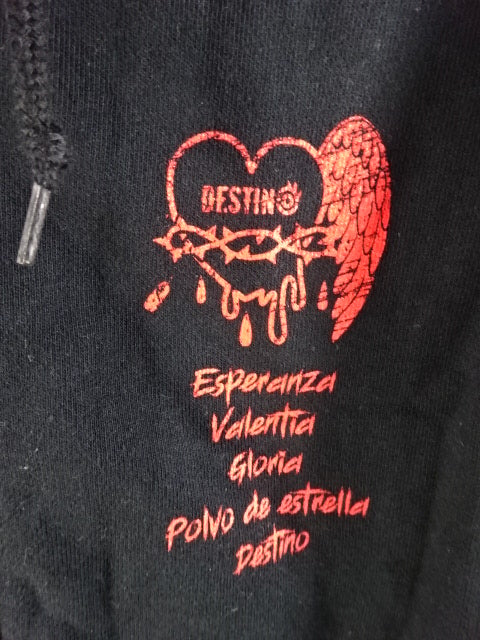 DESTINO
Esperanza
Valentia
Gloria
Polvo de estrella
Destino